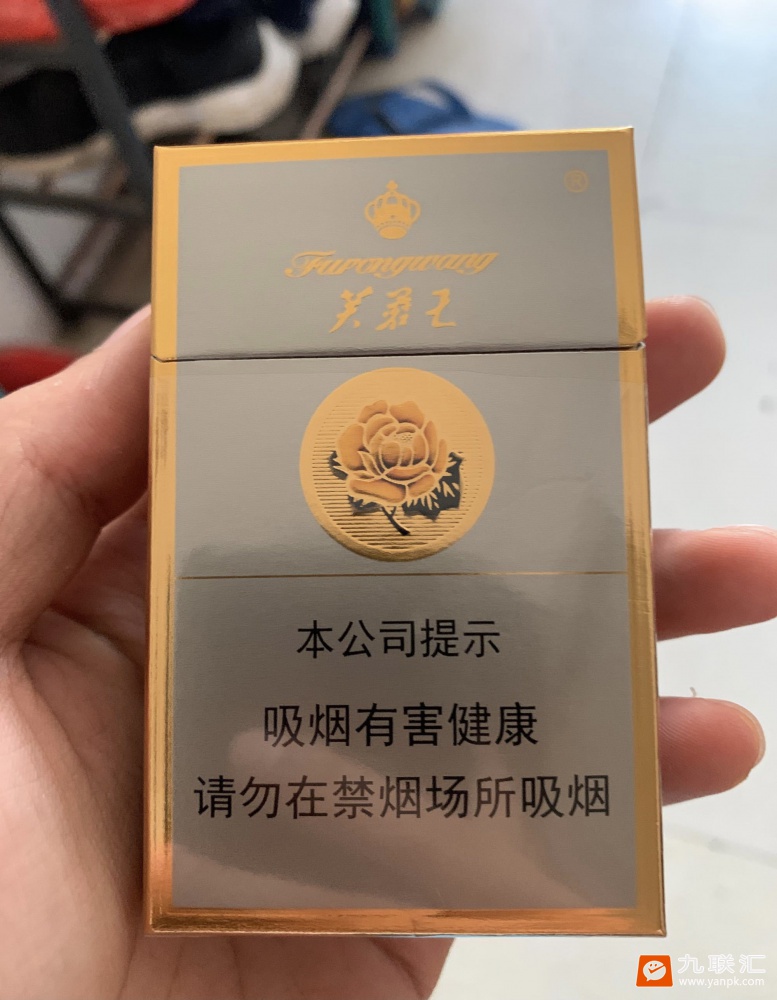 ®
Furongwang
芙蓉王
本公司提示
吸烟有害健康
请勿在禁烟场所吸烟
九联汇
www.yanpk.com